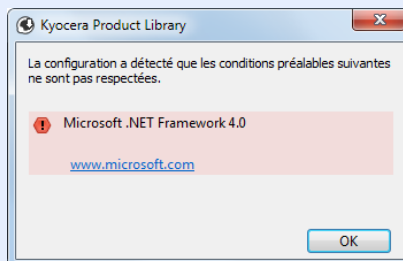 Kyocera Product Library
La configuration a détecté que les conditions préalables suivantes
ne sont pas respectées.
Microsoft .NET Framework 4.0
www.microsoft.com
OK